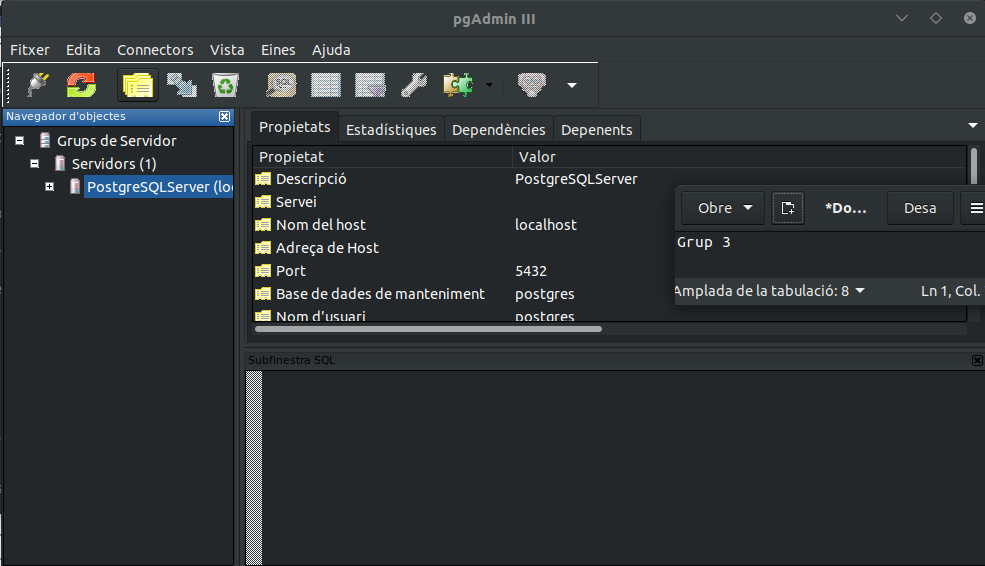 pgAdmin III
Fitxer Edita Connectors Vista Eines Ajuda
SQL
Navegador d'objectes
Grups de Servidor
Servidors (1)
PostgreSQLServer (loc
Propietats Estadístiques Dependències Dependents
Propietat Valor
Descripció PostgreSQLServer
Servei
Nom del host localhost
Adreça de Host
Port 5432
Base de dades de manteniment postgres
Nom d'usuari postgres
Obre *Do... Desa
Grup 3
Amplada de la tabulació: 8 Ln 1, Col.
Subfinestra SQL